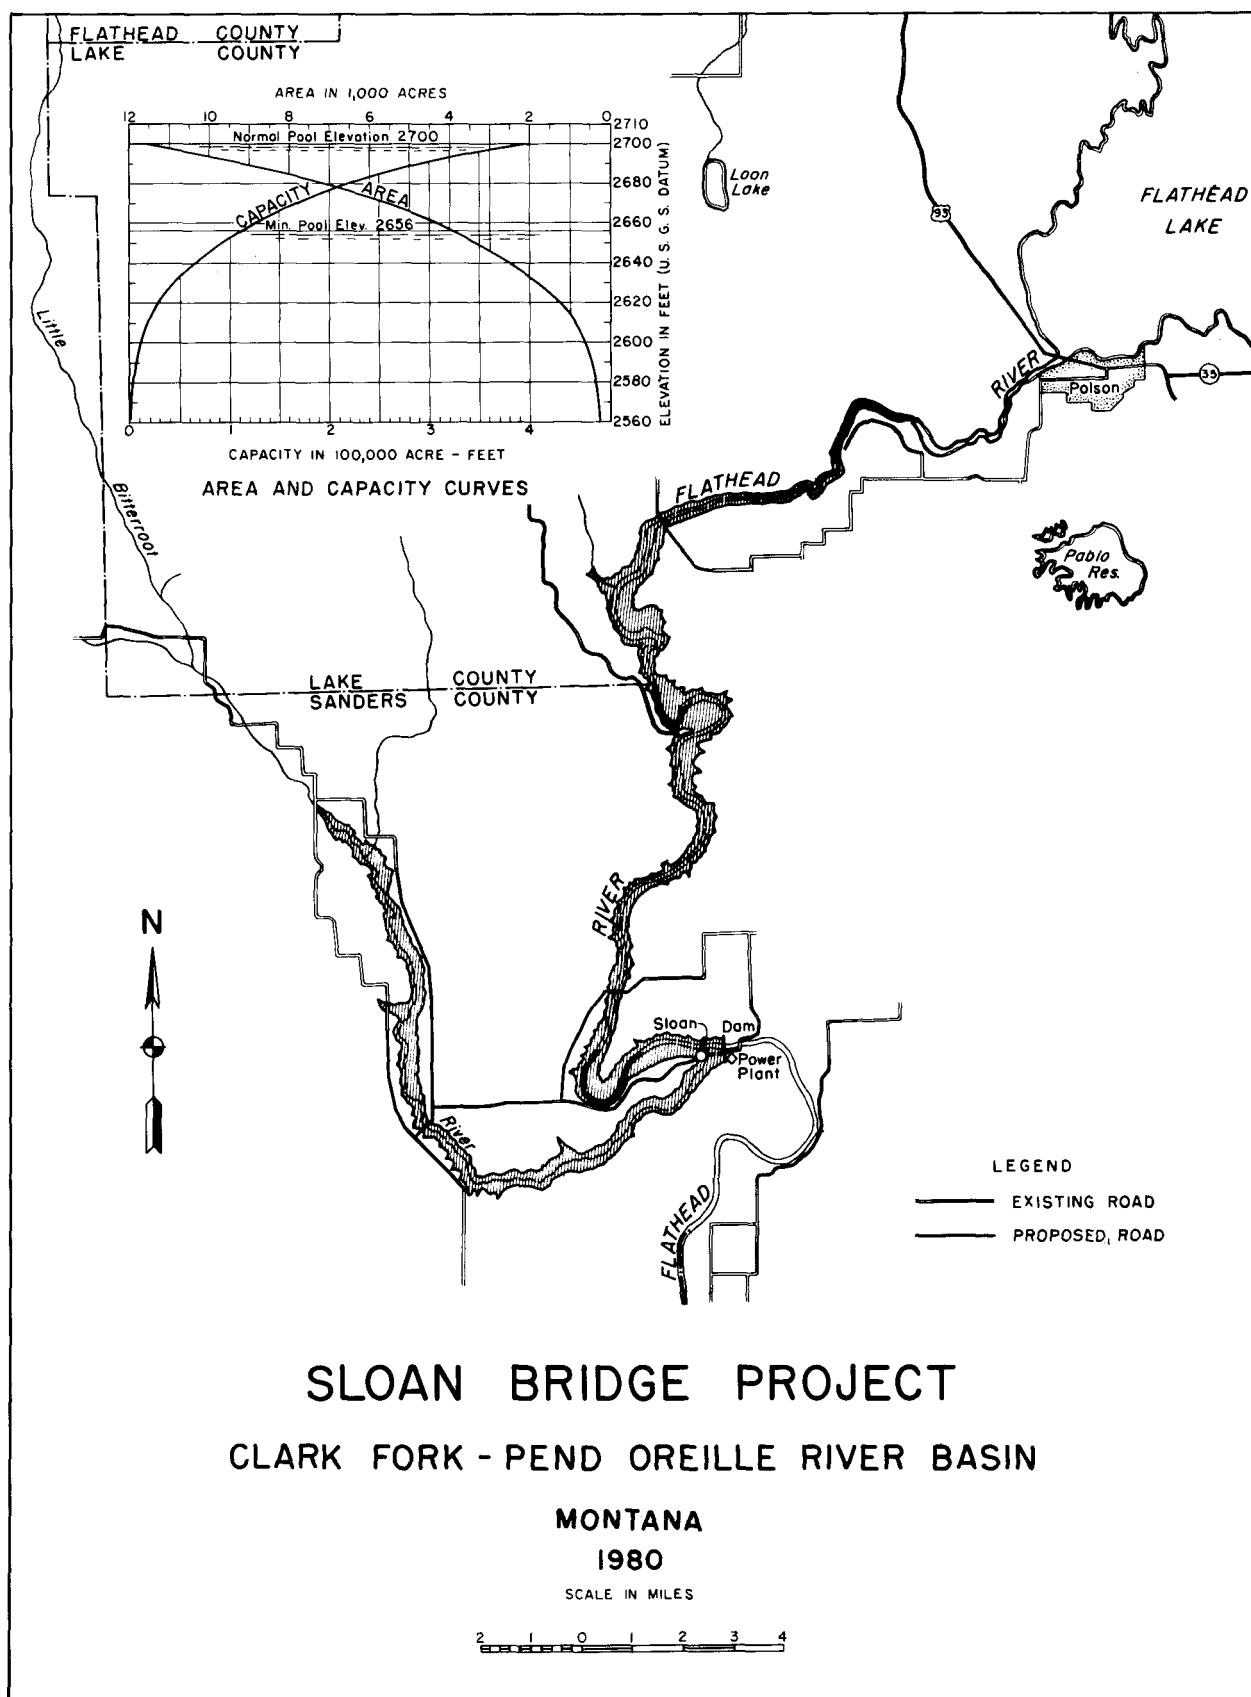 FLATHEAD COUNTY
LAKE COUNTY
AREA IN 1,000 ACRES
12 10 8 6 4 2 0
Normal Pool Elevation 2700
CAPACITY
AREA
Min. Pool Elev. 2656
2710
2700
2680
2660
2640
2620
2600
2580
2560
ELEVATION IN FEET (U.S.G.S. DATUM)
0 1 2 3 4
CAPACITY IN 100,000 ACRE-FEET
AREA AND CAPACITY CURVES
Loon
Lake
93
FLATHEAD
LAKE
Little
Bitterroot
River
RIVER
Polson
35
FLATHEAD
Pablo
Res.
LAKE COUNTY
SANDERS COUNTY
RIVER
N
Sloan
Dam
Power
Plant
FLATHEAD
LEGEND
EXISTING ROAD
PROPOSED, ROAD
SLOAN BRIDGE PROJECT
CLARK FORK - PEND OREILLE RIVER BASIN
MONTANA
1980
SCALE IN MILES
2 1 0 1 2 3 4